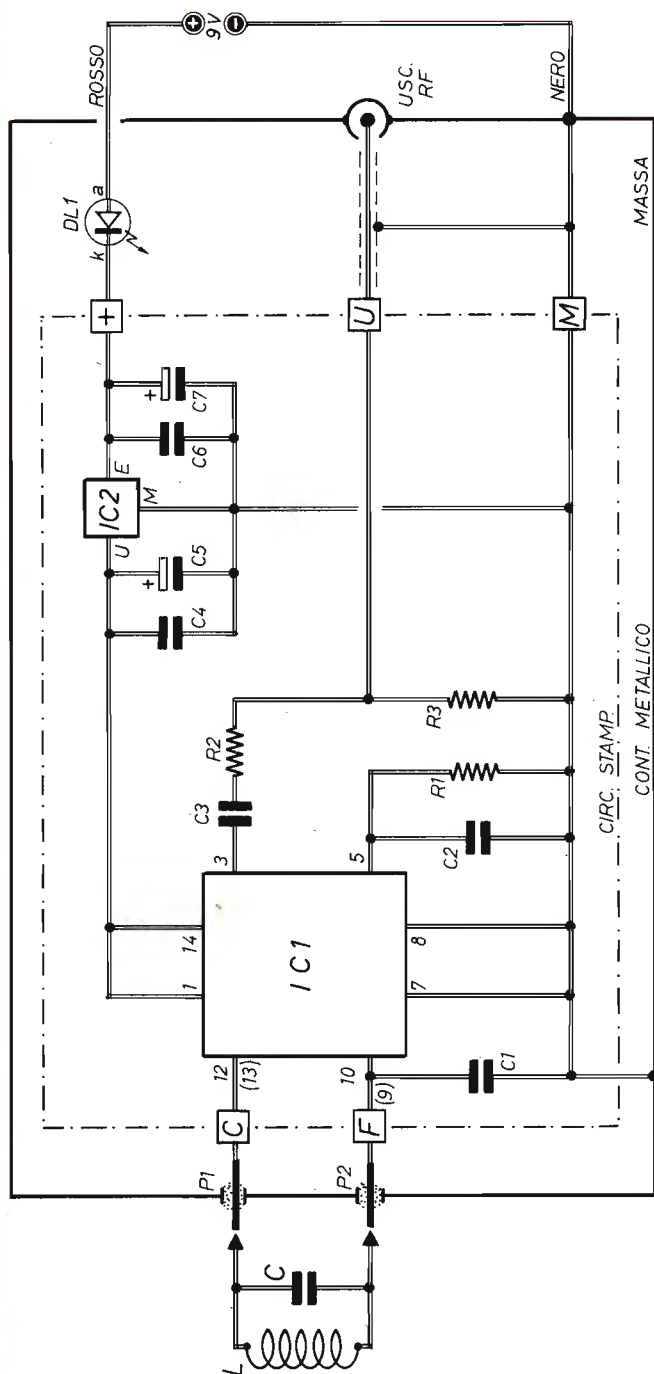 ROSSO
9 V
+
−
DL1
k
a
+
USC.
RF
NERO
MASSA
U
M
C7
+
C6
IC2
E
M
U
C5
+
C4
R2
C3
R3
R1
C2
CIRC. STAMP.
CONT. METALLICO
IC1
3
5
14
1
8
7
12
(13)
10
(9)
C1
C
F
P1
P2
C
L